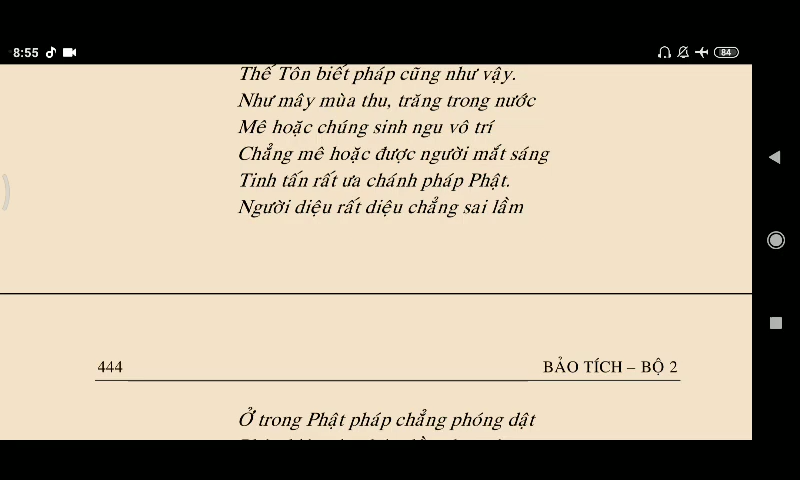 8:55
84
Thế Tôn biết pháp cũng như vậy.
Như mây mùa thu, trăng trong nước
Mê hoặc chúng sinh ngu vô trí
Chẳng mê hoặc được người mắt sáng
Tinh tấn rất ưa chánh pháp Phật.
Người diệu rất diệu chẳng sai lầm
444
BẢO TÍCH – BỘ 2
Ở trong Phật pháp chẳng phóng dật